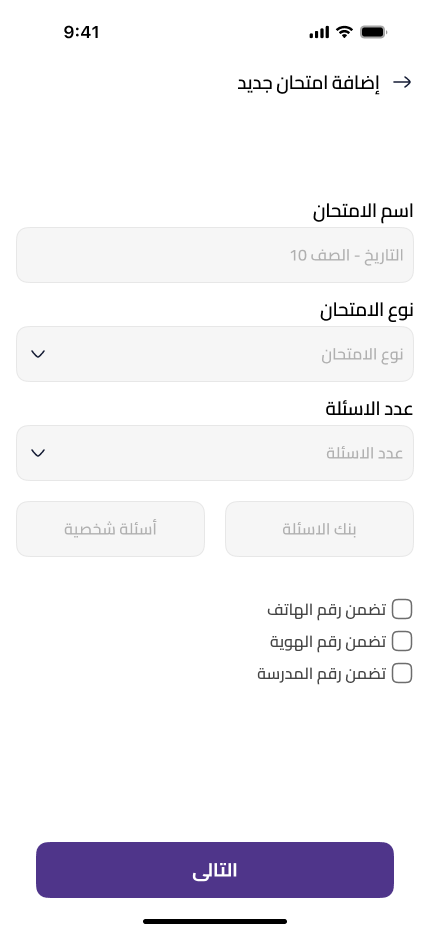 9:41
إضافة امتحان جديد
اسم الامتحان
التاريخ - الصف 10
نوع الامتحان
نوع الامتحان
عدد الاسئلة
عدد الاسئلة
بنك الاسئلة
أسئلة شخصية
تضمن رقم الهاتف
تضمن رقم الهوية
تضمن رقم المدرسة
التالى